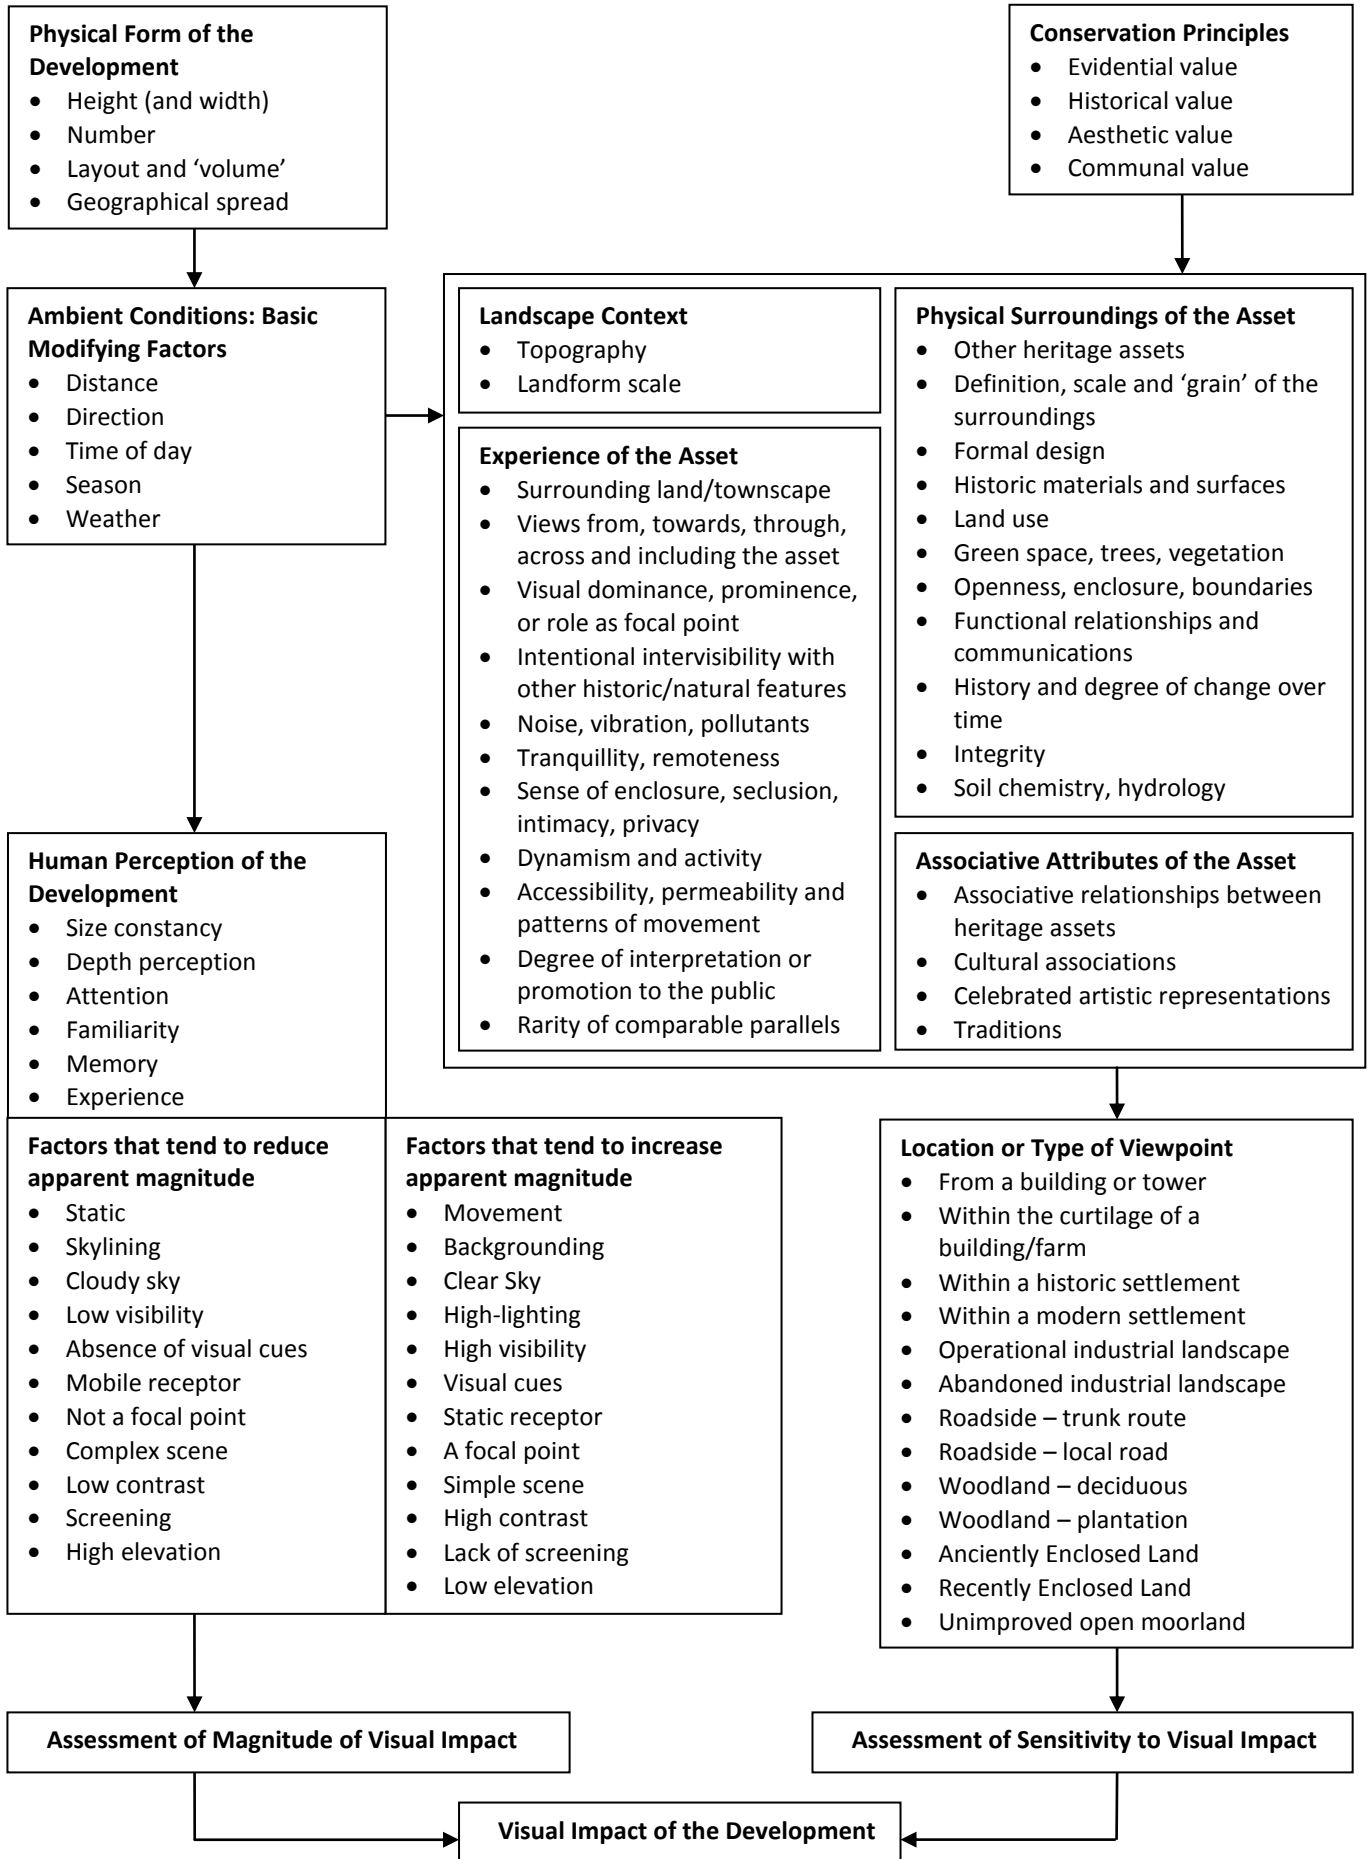 Physical Form of the
Development
• Height (and width)
• Number
• Layout and ‘volume’
• Geographical spread
Conservation Principles
• Evidential value
• Historical value
• Aesthetic value
• Communal value
Ambient Conditions: Basic
Modifying Factors
• Distance
• Direction
• Time of day
• Season
• Weather
Landscape Context
• Topography
• Landform scale
Experience of the Asset
• Surrounding land/townscape
• Views from, towards, through,
across and including the asset
• Visual dominance, prominence,
or role as focal point
• Intentional intervisibility with
other historic/natural features
• Noise, vibration, pollutants
• Tranquillity, remoteness
• Sense of enclosure, seclusion,
intimacy, privacy
• Dynamism and activity
• Accessibility, permeability and
patterns of movement
• Degree of interpretation or
promotion to the public
• Rarity of comparable parallels
Physical Surroundings of the Asset
• Other heritage assets
• Definition, scale and ‘grain’ of the
surroundings
• Formal design
• Historic materials and surfaces
• Land use
• Green space, trees, vegetation
• Openness, enclosure, boundaries
• Functional relationships and
communications
• History and degree of change over
time
• Integrity
• Soil chemistry, hydrology
Associative Attributes of the Asset
• Associative relationships between
heritage assets
• Cultural associations
• Celebrated artistic representations
• Traditions
Human Perception of the
Development
• Size constancy
• Depth perception
• Attention
• Familiarity
• Memory
• Experience
Factors that tend to reduce
apparent magnitude
• Static
• Skylining
• Cloudy sky
• Low visibility
• Absence of visual cues
• Mobile receptor
• Not a focal point
• Complex scene
• Low contrast
• Screening
• High elevation
Factors that tend to increase
apparent magnitude
• Movement
• Backgrounding
• Clear Sky
• High-lighting
• High visibility
• Visual cues
• Static receptor
• A focal point
• Simple scene
• High contrast
• Lack of screening
• Low elevation
Location or Type of Viewpoint
• From a building or tower
• Within the curtilage of a
building/farm
• Within a historic settlement
• Within a modern settlement
• Operational industrial landscape
• Abandoned industrial landscape
• Roadside – trunk route
• Roadside – local road
• Woodland – deciduous
• Woodland – plantation
• Anciently Enclosed Land
• Recently Enclosed Land
• Unimproved open moorland
Assessment of Magnitude of Visual Impact
Assessment of Sensitivity to Visual Impact
Visual Impact of the Development